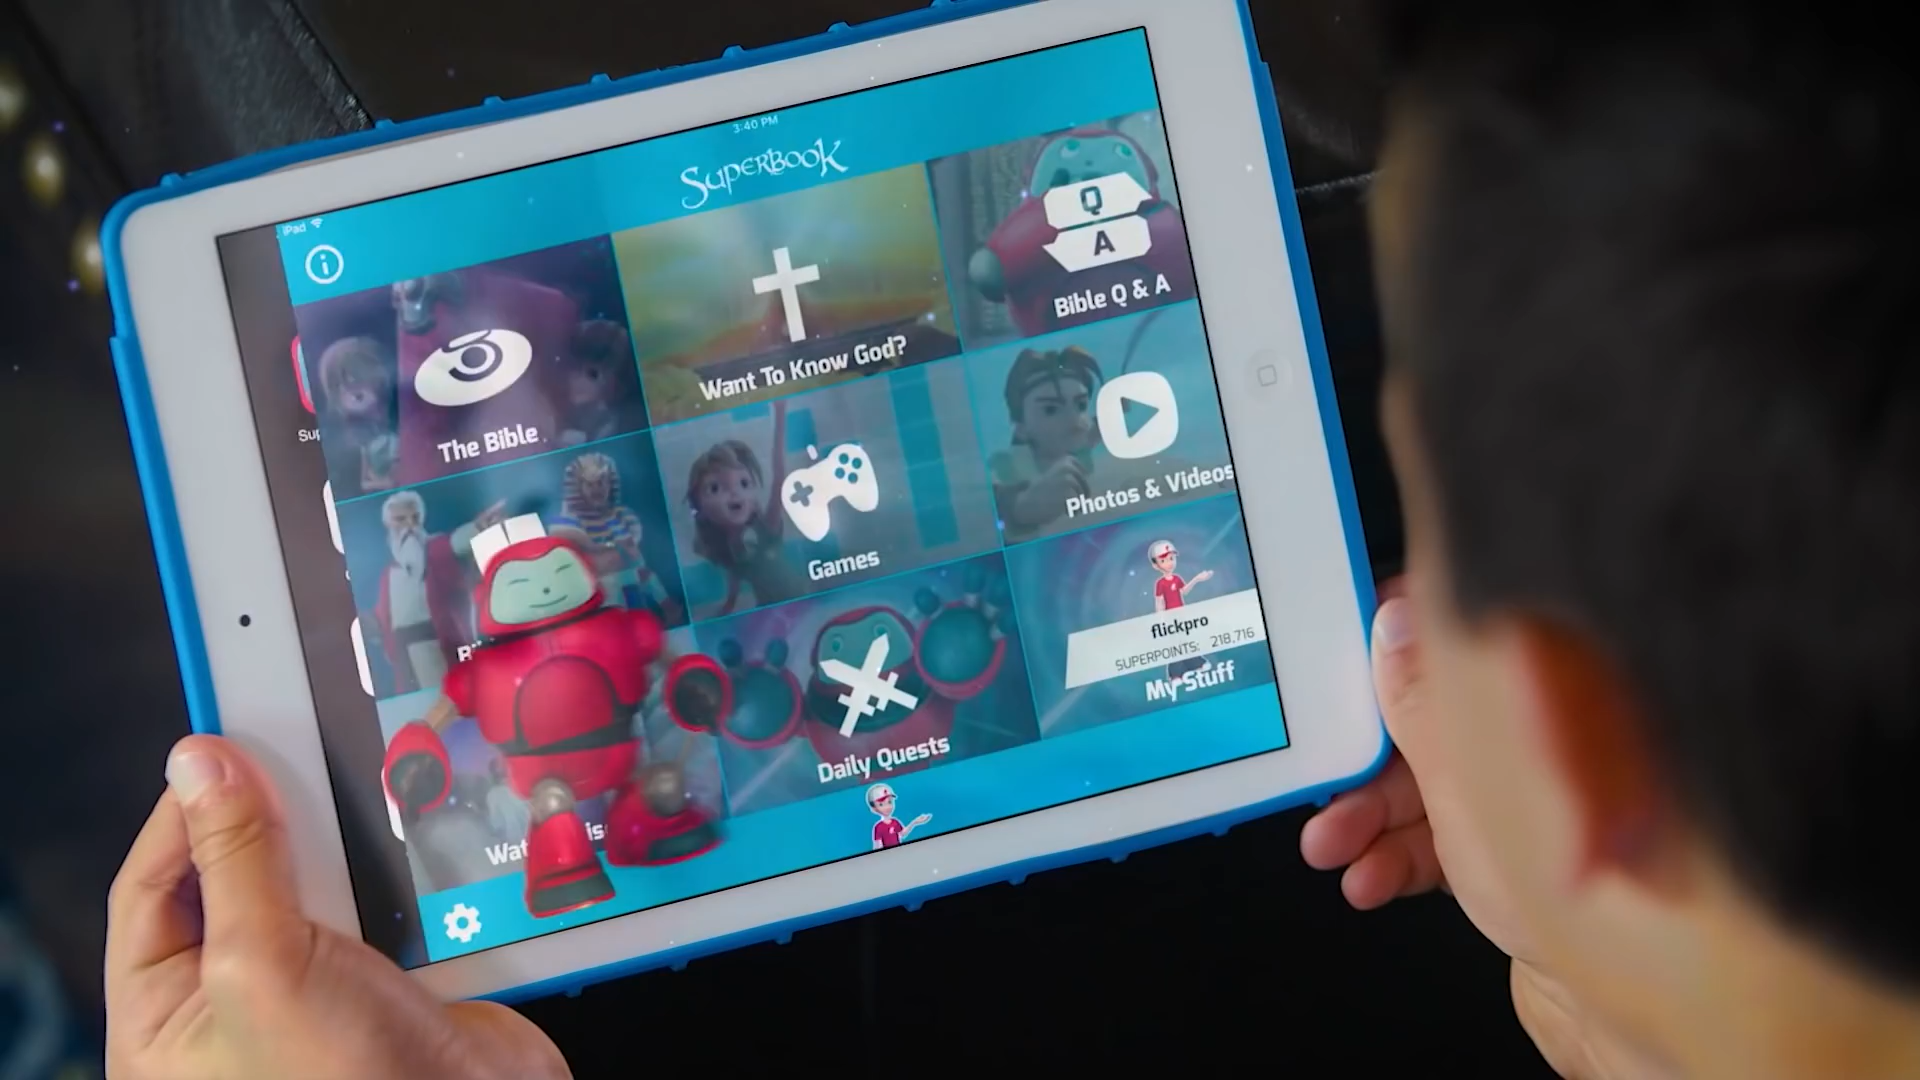 3:40 PM
iPad
SUPERBOOK
i
The Bible
Want To Know God?
Q
A
Bible Q & A
Games
Photos & Videos
Daily Quests
flickpro
SUPERPOINTS: 218,716
My Stuff